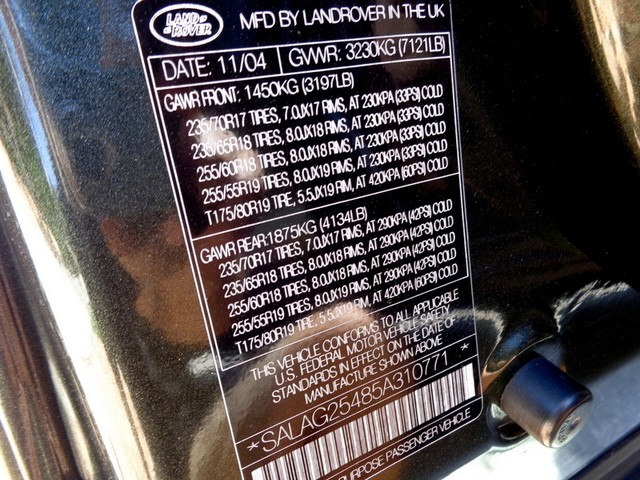 LAND ROVER MFD BY LANDROVER IN THE UK
DATE: 11/04 GVWR: 3230KG (7121LB)
GAWR FRONT: 1450KG (3197LB)
235/70R17 TIRES, 7.0JX17 RIMS, AT 230KPA (33PSI) COLD
235/65R18 TIRES, 8.0JX18 RIMS, AT 230KPA (33PSI) COLD
255/60R18 TIRES, 8.0JX18 RIMS, AT 230KPA (33PSI) COLD
255/55R19 TIRES, 8.0JX19 RIMS, AT 230KPA (33PSI) COLD
T175/80R19 TIRE, 5.5JX19 RIM, AT 420KPA (60PSI) COLD
GAWR REAR: 1875KG (4134LB)
235/70R17 TIRES, 7.0JX17 RIMS, AT 290KPA (42PSI) COLD
235/65R18 TIRES, 8.0JX18 RIMS, AT 290KPA (42PSI) COLD
255/60R18 TIRES, 8.0JX18 RIMS, AT 290KPA (42PSI) COLD
255/55R19 TIRES, 8.0JX19 RIMS, AT 290KPA (42PSI) COLD
T175/80R19 TIRE, 5.5JX19 RIM, AT 420KPA (60PSI) COLD
THIS VEHICLE CONFORMS TO ALL APPLICABLE
U.S. FEDERAL MOTOR VEHICLE SAFETY
STANDARDS IN EFFECT ON THE DATE OF
MANUFACTURE SHOWN ABOVE
*SALAG25485A310771 *
PURPOSE PASSENGER VEHICLE